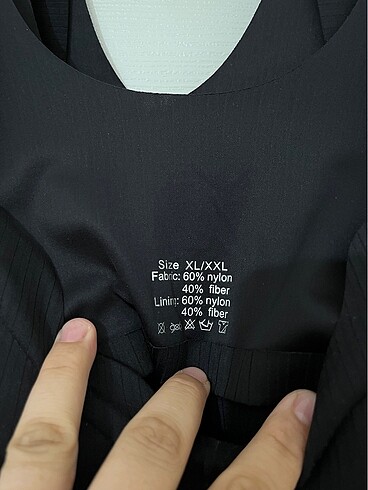 Size XL/XXL
Fabric: 60% nylon
40% fiber
Lining: 60% nylon
40% fiber